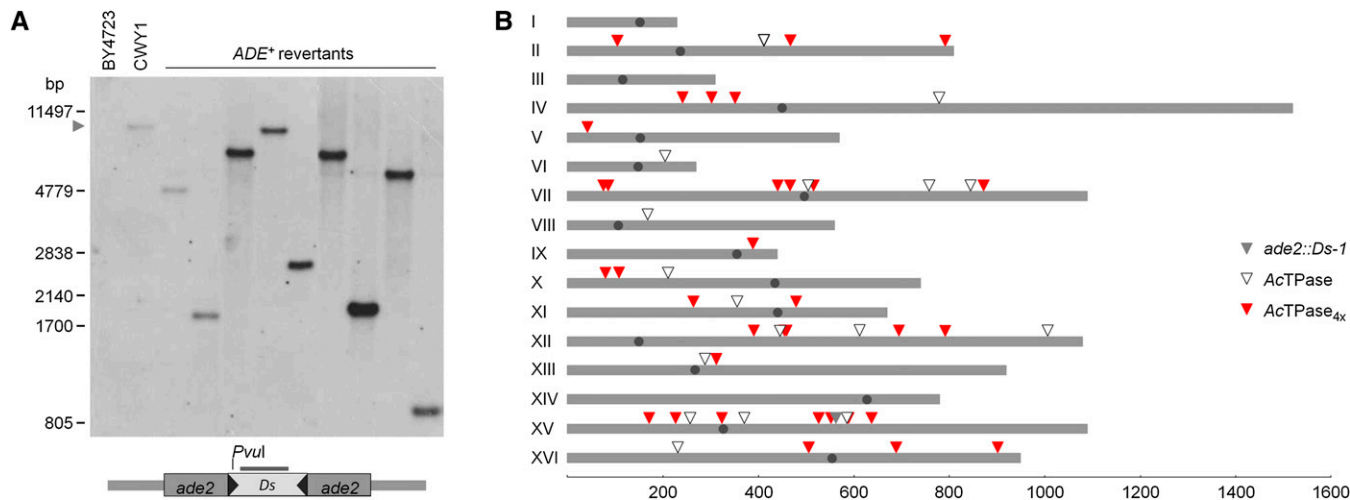 A
BY4723
CWY1
ADE+ revertants
bp
11497
4779
2838
2140
1700
805
PvuI
ade2
Ds
ade2
B
I
II
III
IV
V
VI
VII
VIII
IX
X
XI
XII
XIII
XIV
XV
XVI
200 400 600 800 1000 1200 1400 1600
ade2::Ds-1
AcTPase
AcTPase4x